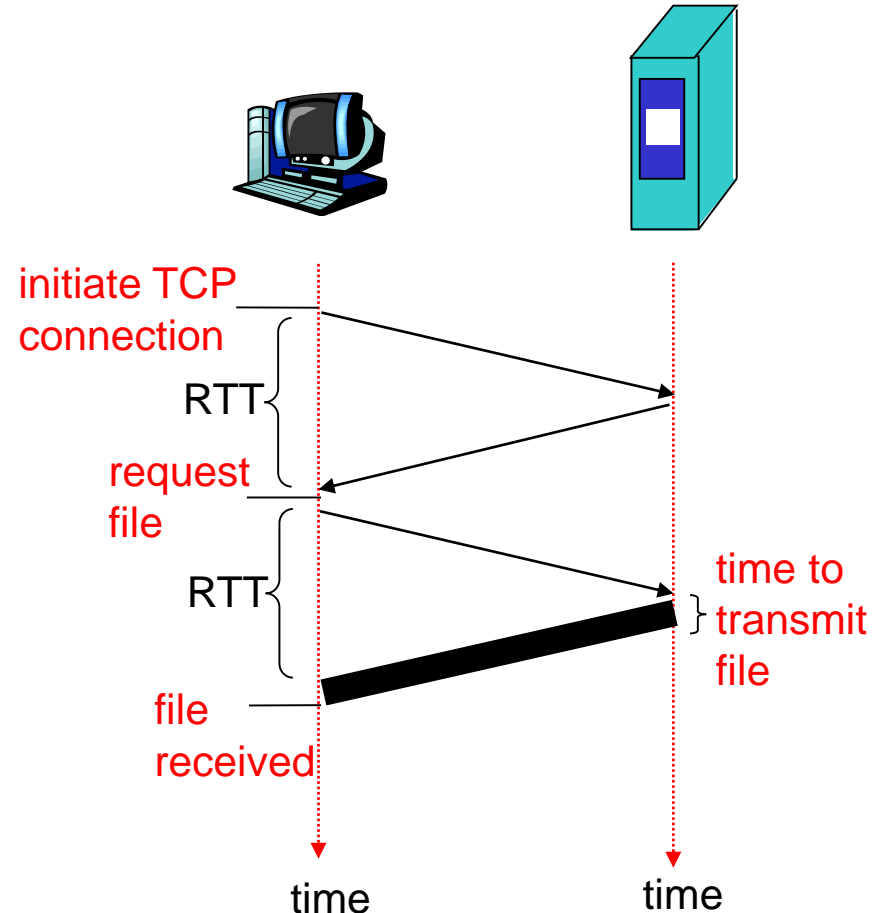 initiate TCP
connection
RTT
request
file
RTT
time to
transmit
file
file
received
time
time